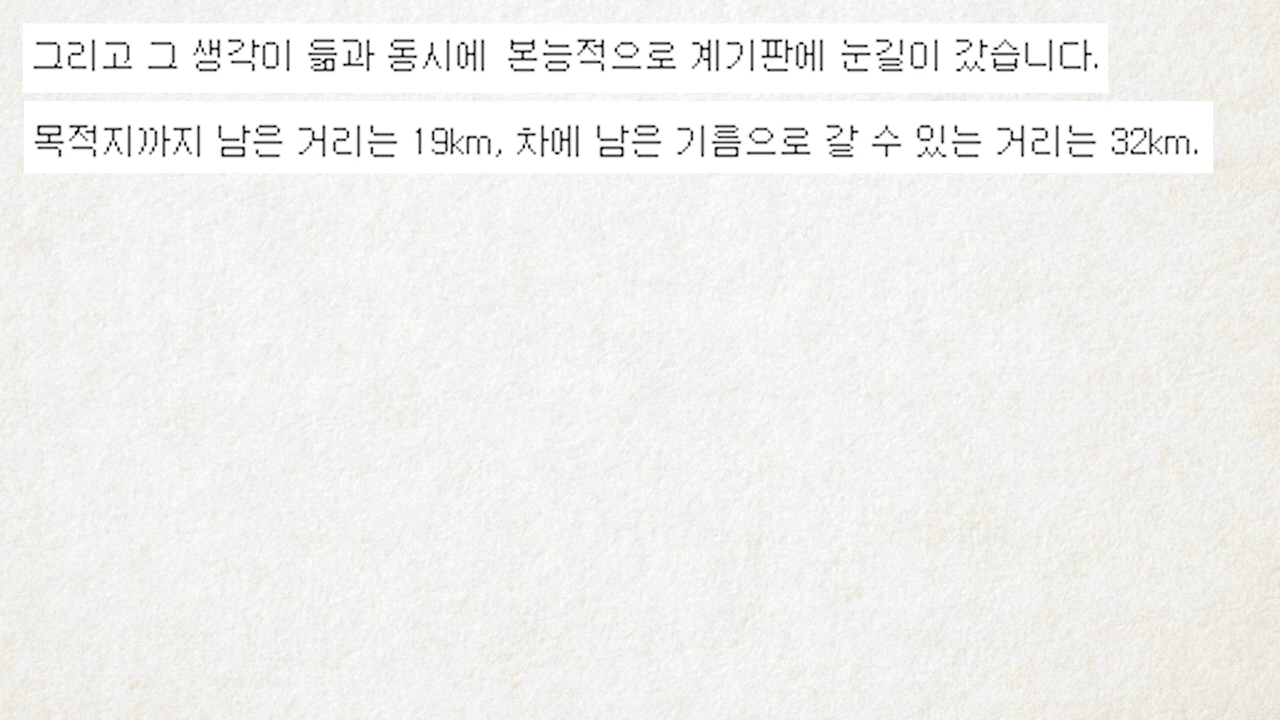 그리고 그 생각이 듦과 동시에 본능적으로 계기판에 눈길이 갔습니다.
목적지까지 남은 거리는 19km, 차에 남은 기름으로 갈 수 있는 거리는 32km.